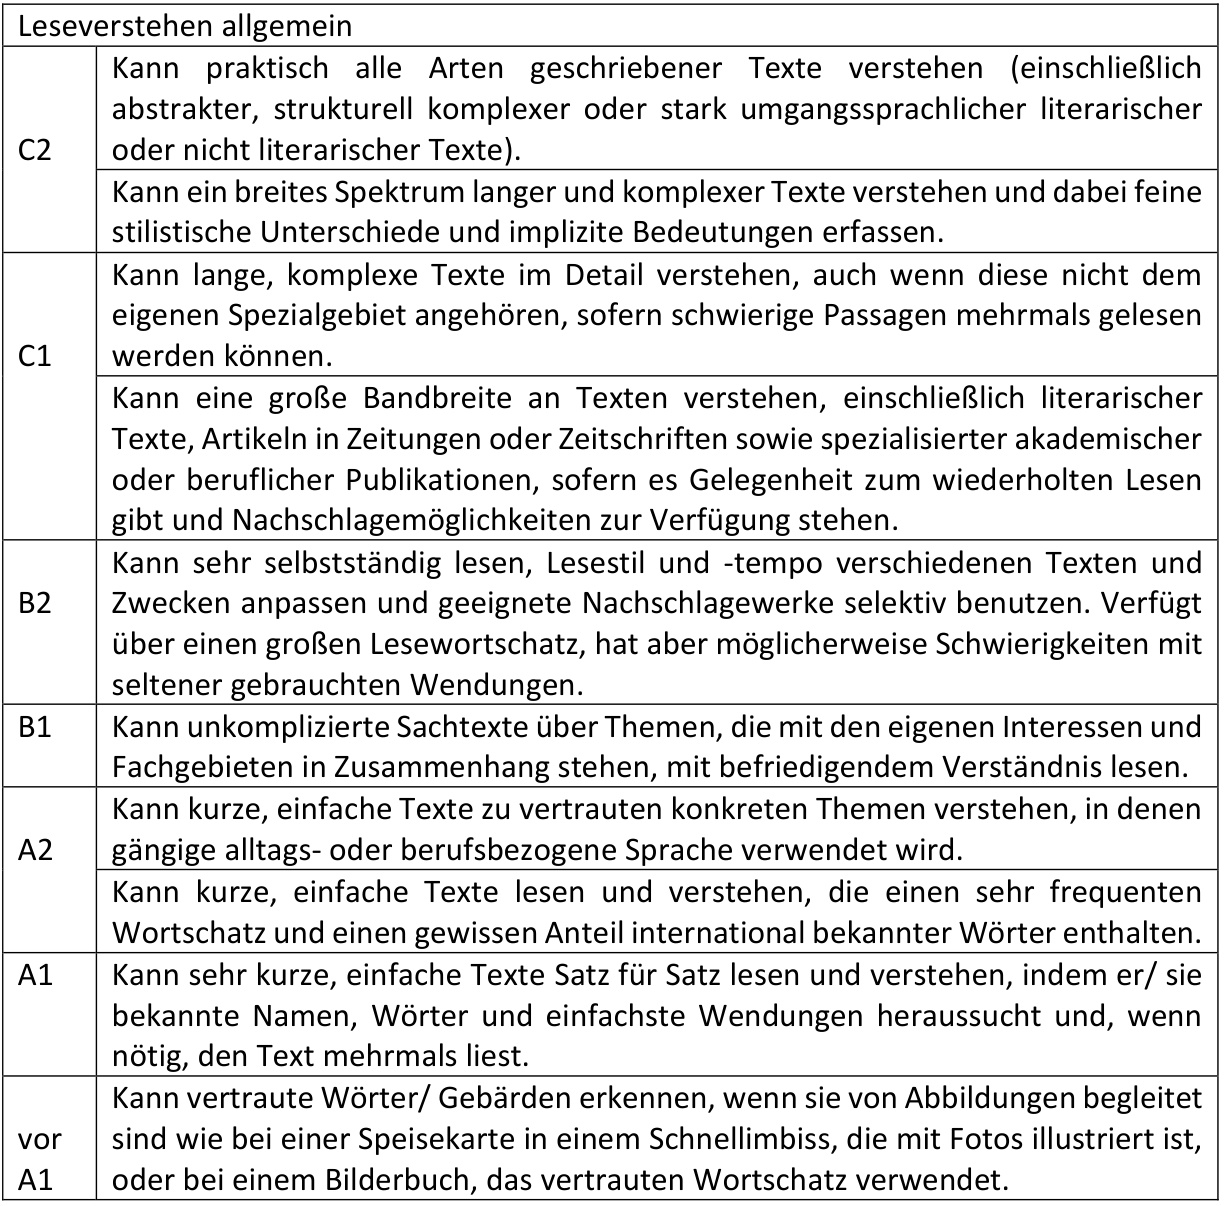 Leseverstehen allgemein
C2
Kann praktisch alle Arten geschriebener Texte verstehen (einschließlich
abstrakter, strukturell komplexer oder stark umgangssprachlicher literarischer
oder nicht literarischer Texte).
Kann ein breites Spektrum langer und komplexer Texte verstehen und dabei feine
stilistische Unterschiede und implizite Bedeutungen erfassen.
C1
Kann lange, komplexe Texte im Detail verstehen, auch wenn diese nicht dem
eigenen Spezialgebiet angehören, sofern schwierige Passagen mehrmals gelesen
werden können.
Kann eine große Bandbreite an Texten verstehen, einschließlich literarischer
Texte, Artikeln in Zeitungen oder Zeitschriften sowie spezialisierter akademischer
oder beruflicher Publikationen, sofern es Gelegenheit zum wiederholten Lesen
gibt und Nachschlagemöglichkeiten zur Verfügung stehen.
B2
Kann sehr selbstständig lesen, Lesestil und -tempo verschiedenen Texten und
Zwecken anpassen und geeignete Nachschlagewerke selektiv benutzen. Verfügt
über einen großen Lesewortschatz, hat aber möglicherweise Schwierigkeiten mit
seltener gebrauchten Wendungen.
B1
Kann unkomplizierte Sachtexte über Themen, die mit den eigenen Interessen und
Fachgebieten in Zusammenhang stehen, mit befriedigendem Verständnis lesen.
A2
Kann kurze, einfache Texte zu vertrauten konkreten Themen verstehen, in denen
gängige alltags- oder berufsbezogene Sprache verwendet wird.
Kann kurze, einfache Texte lesen und verstehen, die einen sehr frequenten
Wortschatz und einen gewissen Anteil international bekannter Wörter enthalten.
A1
Kann sehr kurze, einfache Texte Satz für Satz lesen und verstehen, indem er/ sie
bekannte Namen, Wörter und einfachste Wendungen heraussucht und, wenn
nötig, den Text mehrmals liest.
vor
A1
Kann vertraute Wörter/ Gebärden erkennen, wenn sie von Abbildungen begleitet
sind wie bei einer Speisekarte in einem Schnellimbiss, die mit Fotos illustriert ist,
oder bei einem Bilderbuch, das vertrauten Wortschatz verwendet.